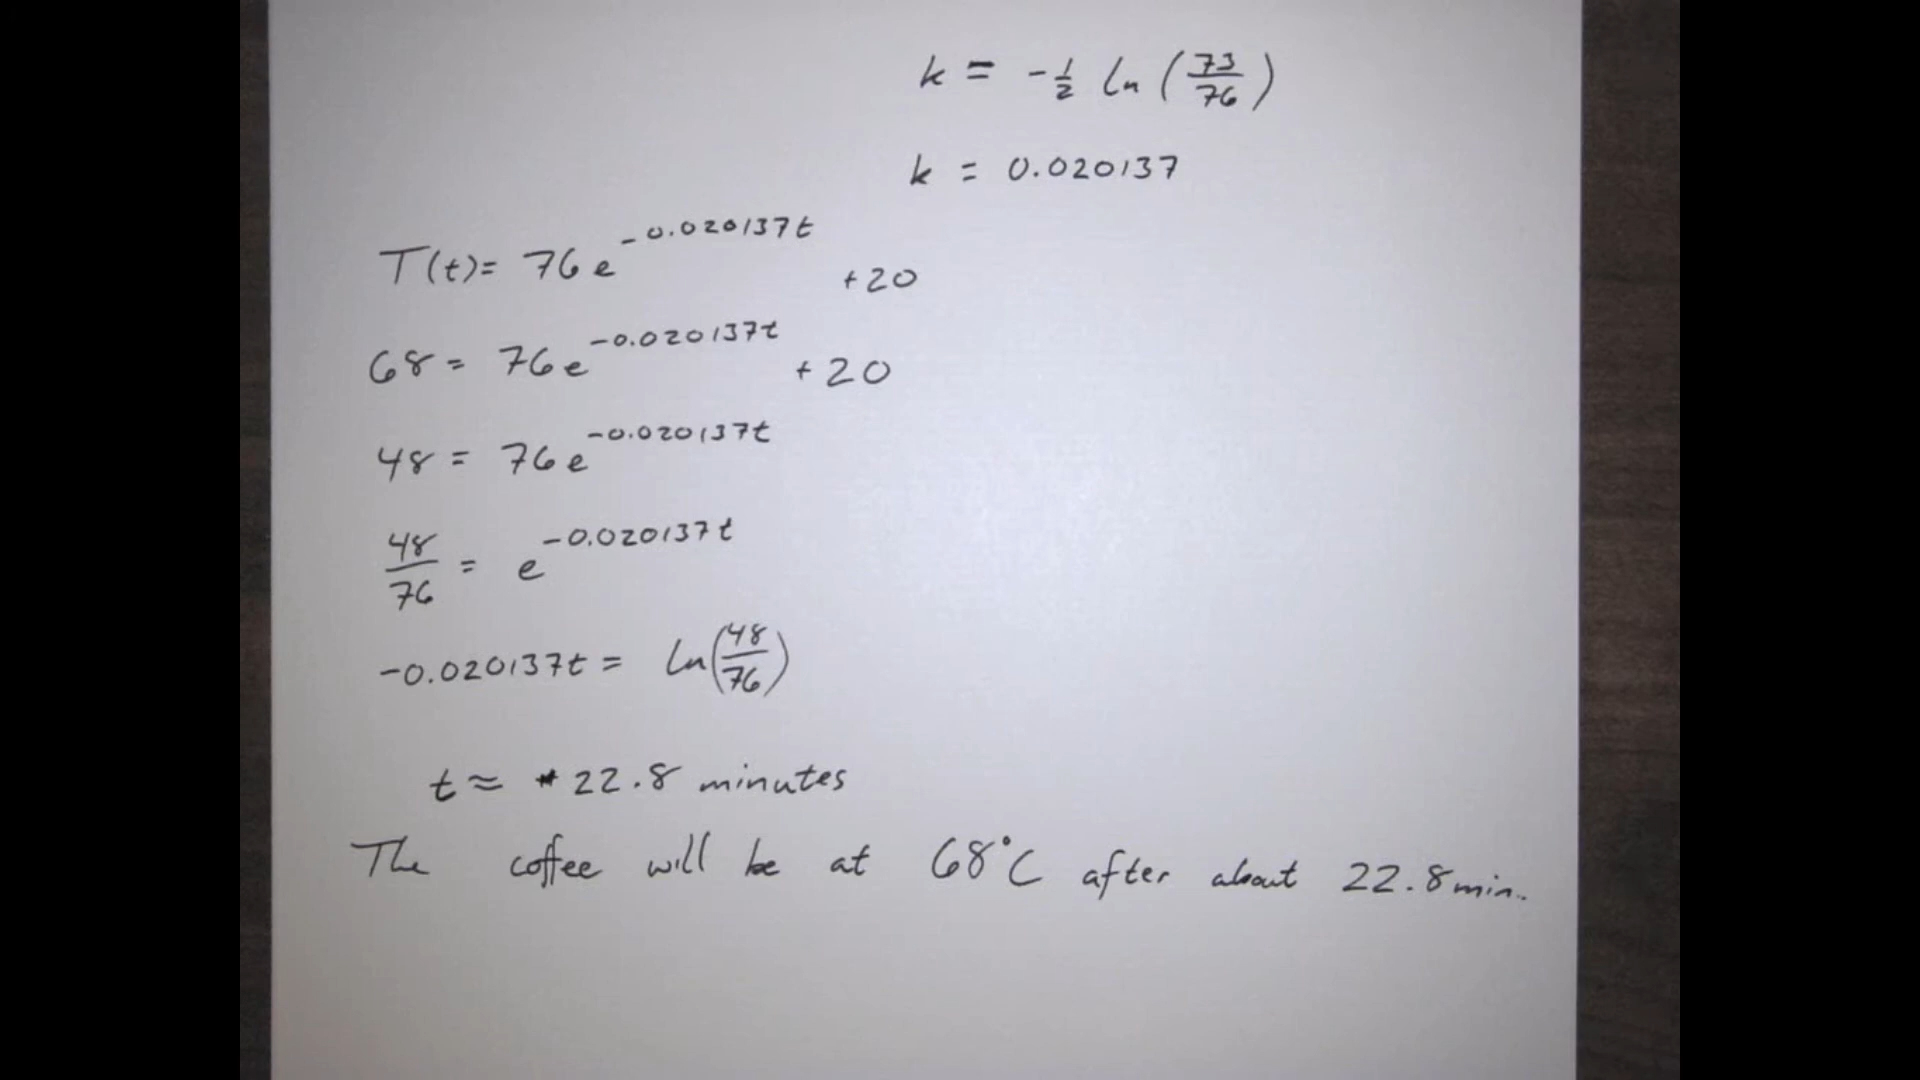 k = -1/2 ln(73/76)
k = 0.020137
T(t)= 76e^-0.020137t +20
68= 76e^-0.020137t +20
48 = 76e^-0.020137t
48/76 = e^-0.020137t
-0.020137t = ln(48/76)
t ≈ 22.8 minutes
The coffee will be at 68°C after about 22.8min.